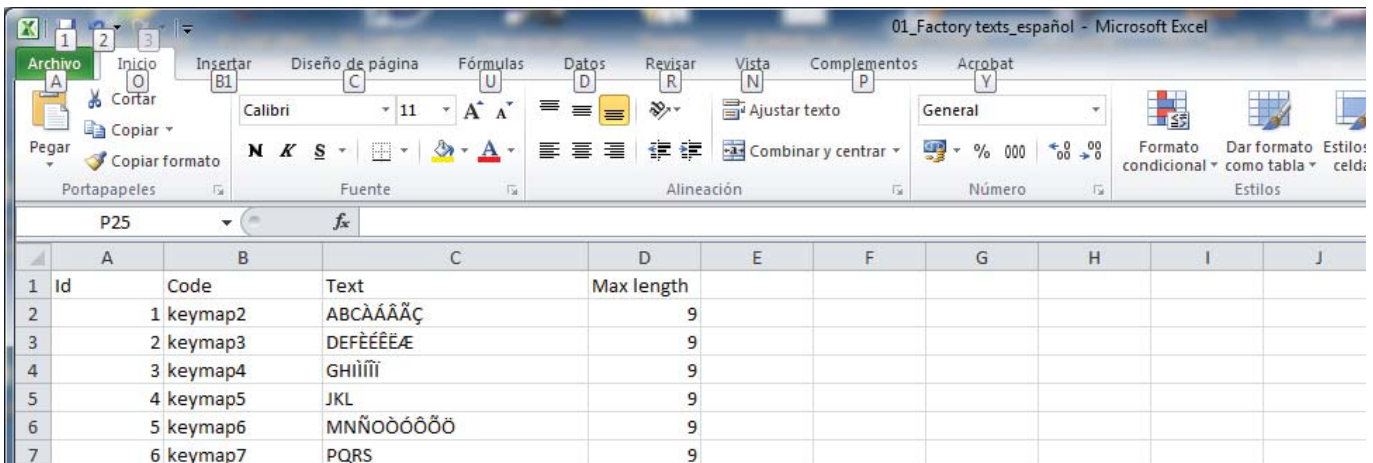 01_Factory texts_español - Microsoft Excel
1 2 3
Archivo Inicio Insertar Diseño de página Fórmulas Datos Revisar Vista Complementos Acrobat
A O B1 C U D R N P Y
Cortar
Copiar
Copiar formato
Pegar
Portapapeles
Calibri 11 A A
N K S A
Fuente
Ajustar texto
Combinar y centrar
Alineación
General
% 000
Número
Formato condicional
Dar formato como tabla
Estilos
P25 fx
A B C D E F G H I J
1 Id Code Text Max length
2 1 keymap2 ABCÀÁÂÃÇ 9
3 2 keymap3 DEFÈÉÊËÆ 9
4 3 keymap4 GHIÌÍÎÏ 9
5 4 keymap5 JKL 9
6 5 keymap6 MNÑOÒÓÔÕÖ 9
7 6 keymap7 PQRS 9